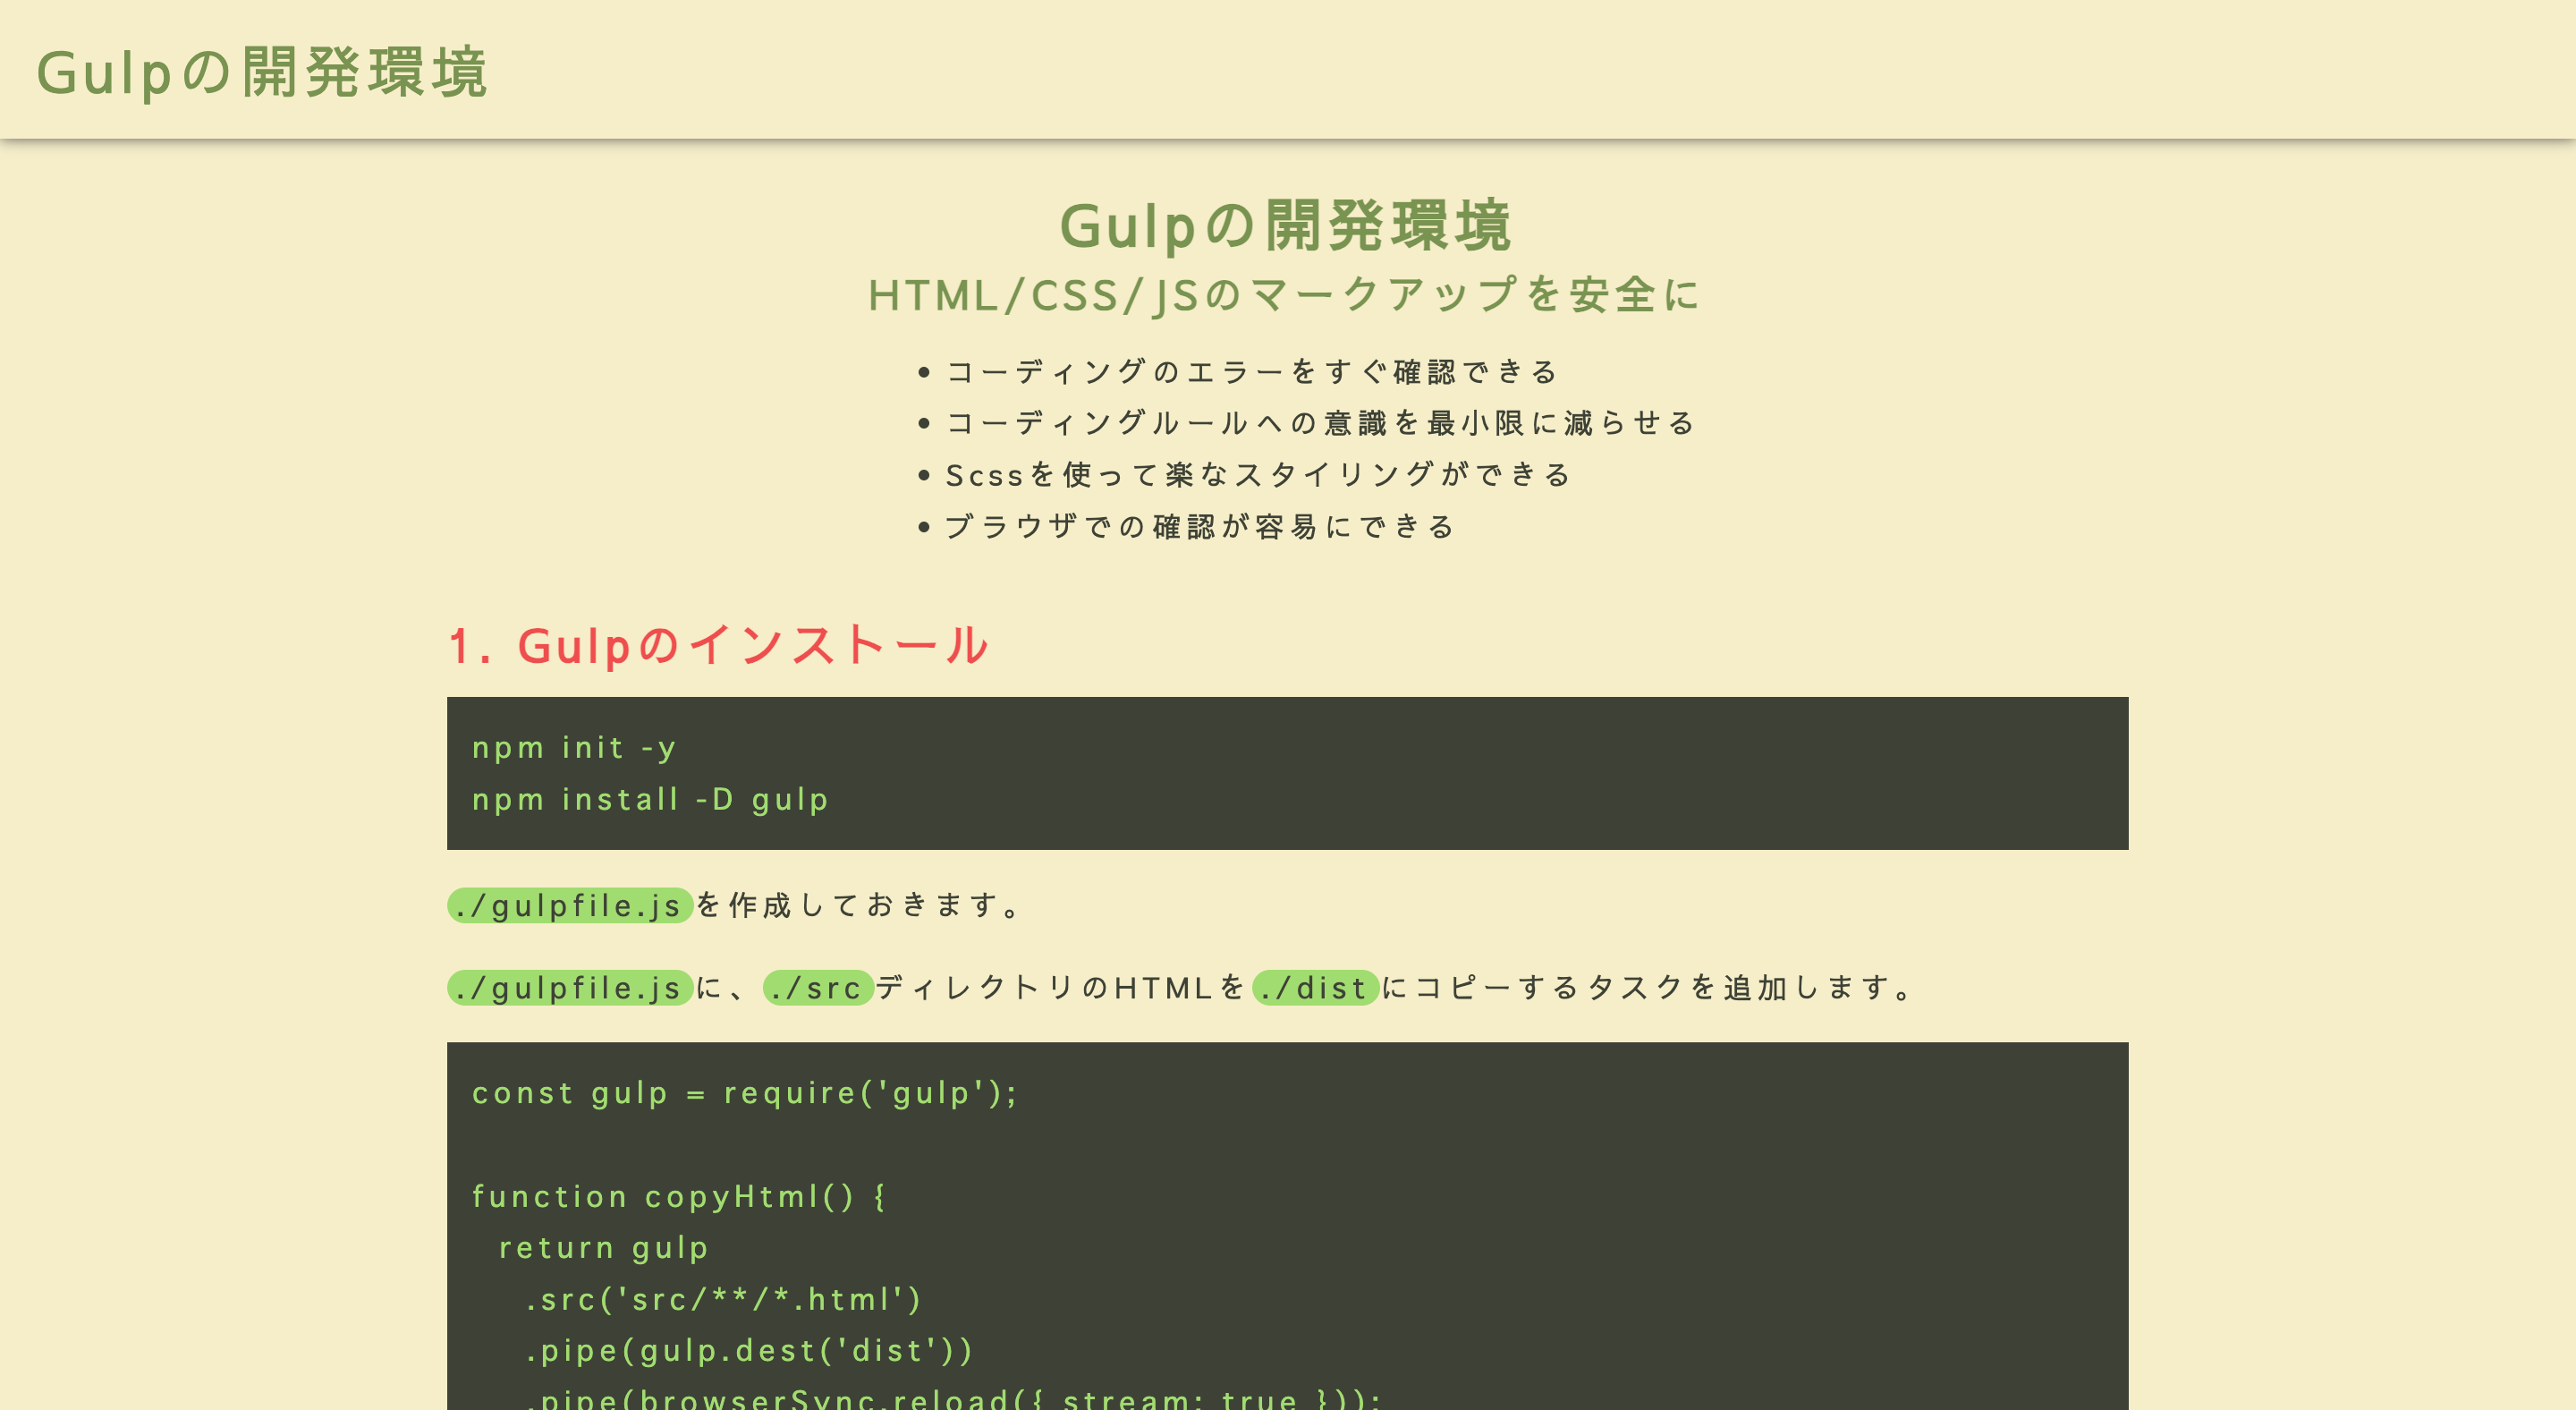 Gulpの開発環境
Gulpの開発環境
HTML/CSS/JSのマークアップを安全に
• コーディングのエラーをすぐ確認できる
• コーディングルールへの意識を最小限に減らせる
• Scssを使って楽なスタイリングができる
• ブラウザでの確認が容易にできる
1. Gulpのインストール
npm init -y
npm install -D gulp
./gulpfile.jsを作成しておきます。
./gulpfile.jsに、./srcディレクトリのHTMLを./distにコピーするタスクを追加します。
const gulp = require('gulp');
function copyHtml() {
  return gulp
    .src('src/**/*.html')
    .pipe(gulp.dest('dist'))
    .pipe(browserSync.reload({ stream: true }));